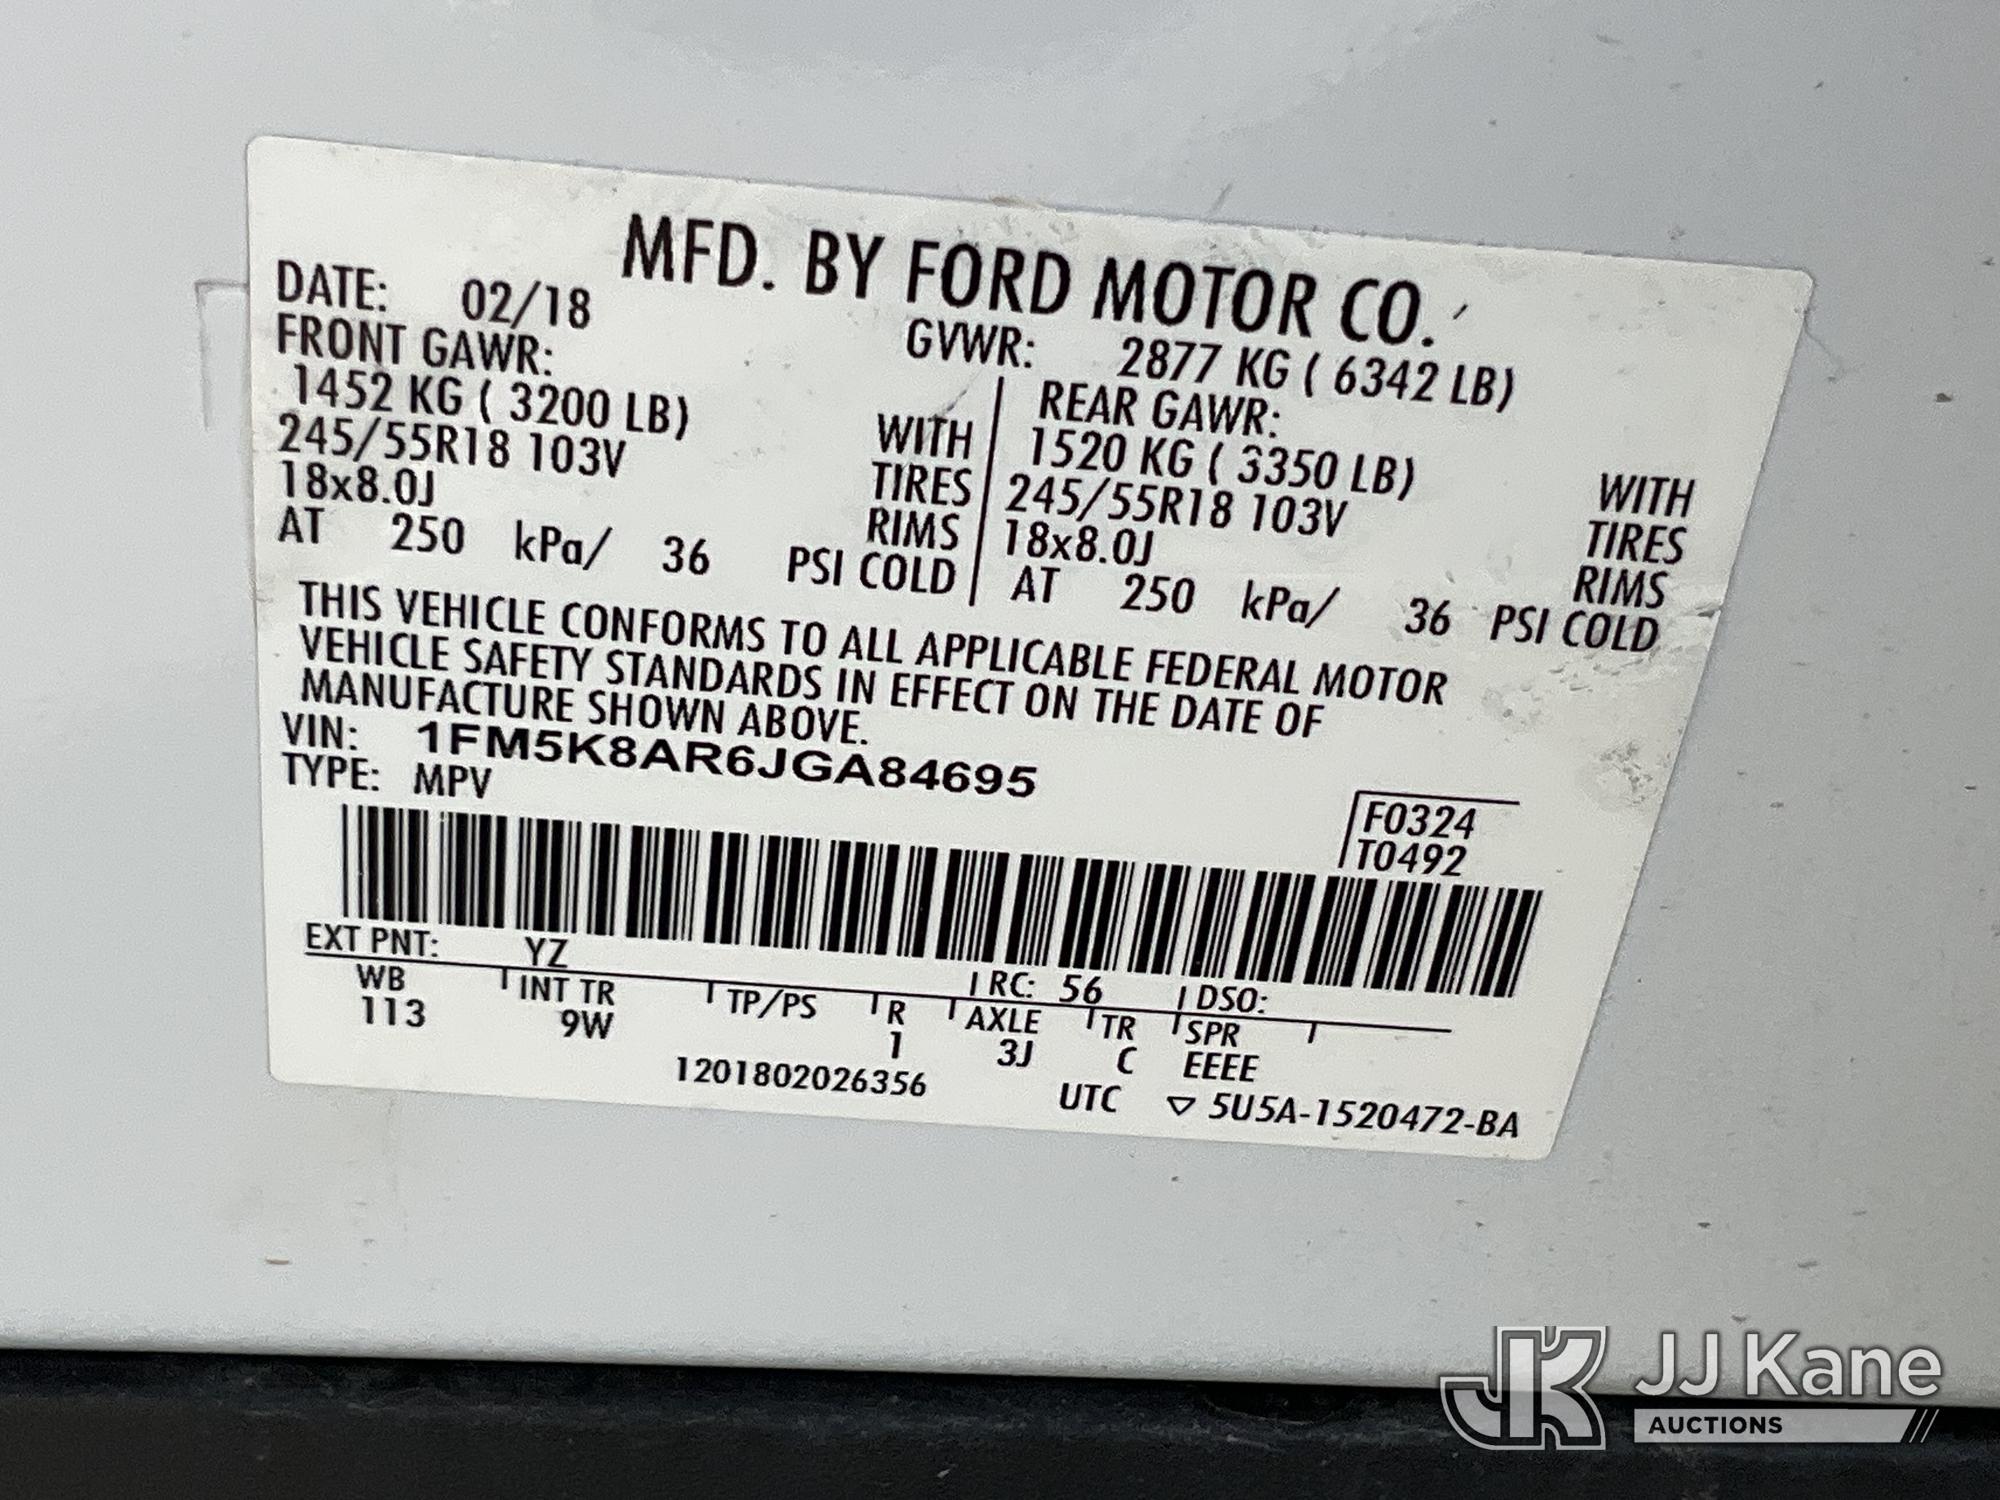 MFD. BY FORD MOTOR CO.
DATE: 02/18 GVWR: 2877 KG ( 6342 LB)
FRONT GAWR: REAR GAWR:
1452 KG ( 3200 LB) WITH 1520 KG ( 3350 LB) WITH
245/55R18 103V TIRES 245/55R18 103V TIRES
18x8.0J RIMS 18x8.0J RIMS
AT 250 kPa/ 36 PSI COLD AT 250 kPa/ 36 PSI COLD
THIS VEHICLE CONFORMS TO ALL APPLICABLE FEDERAL MOTOR
VEHICLE SAFETY STANDARDS IN EFFECT ON THE DATE OF
MANUFACTURE SHOWN ABOVE.
VIN: 1FM5K8AR6JGA84695
TYPE: MPV
F0324
T0492
EXT PNT: YZ RC: 56 DSO:
WB INT TR TP/PS R AXLE TR SPR
113 9W 1 3J C EEEE
1201802026356 UTC ▽ 5U5A-1520472-BA
JK JJ Kane
AUCTIONS